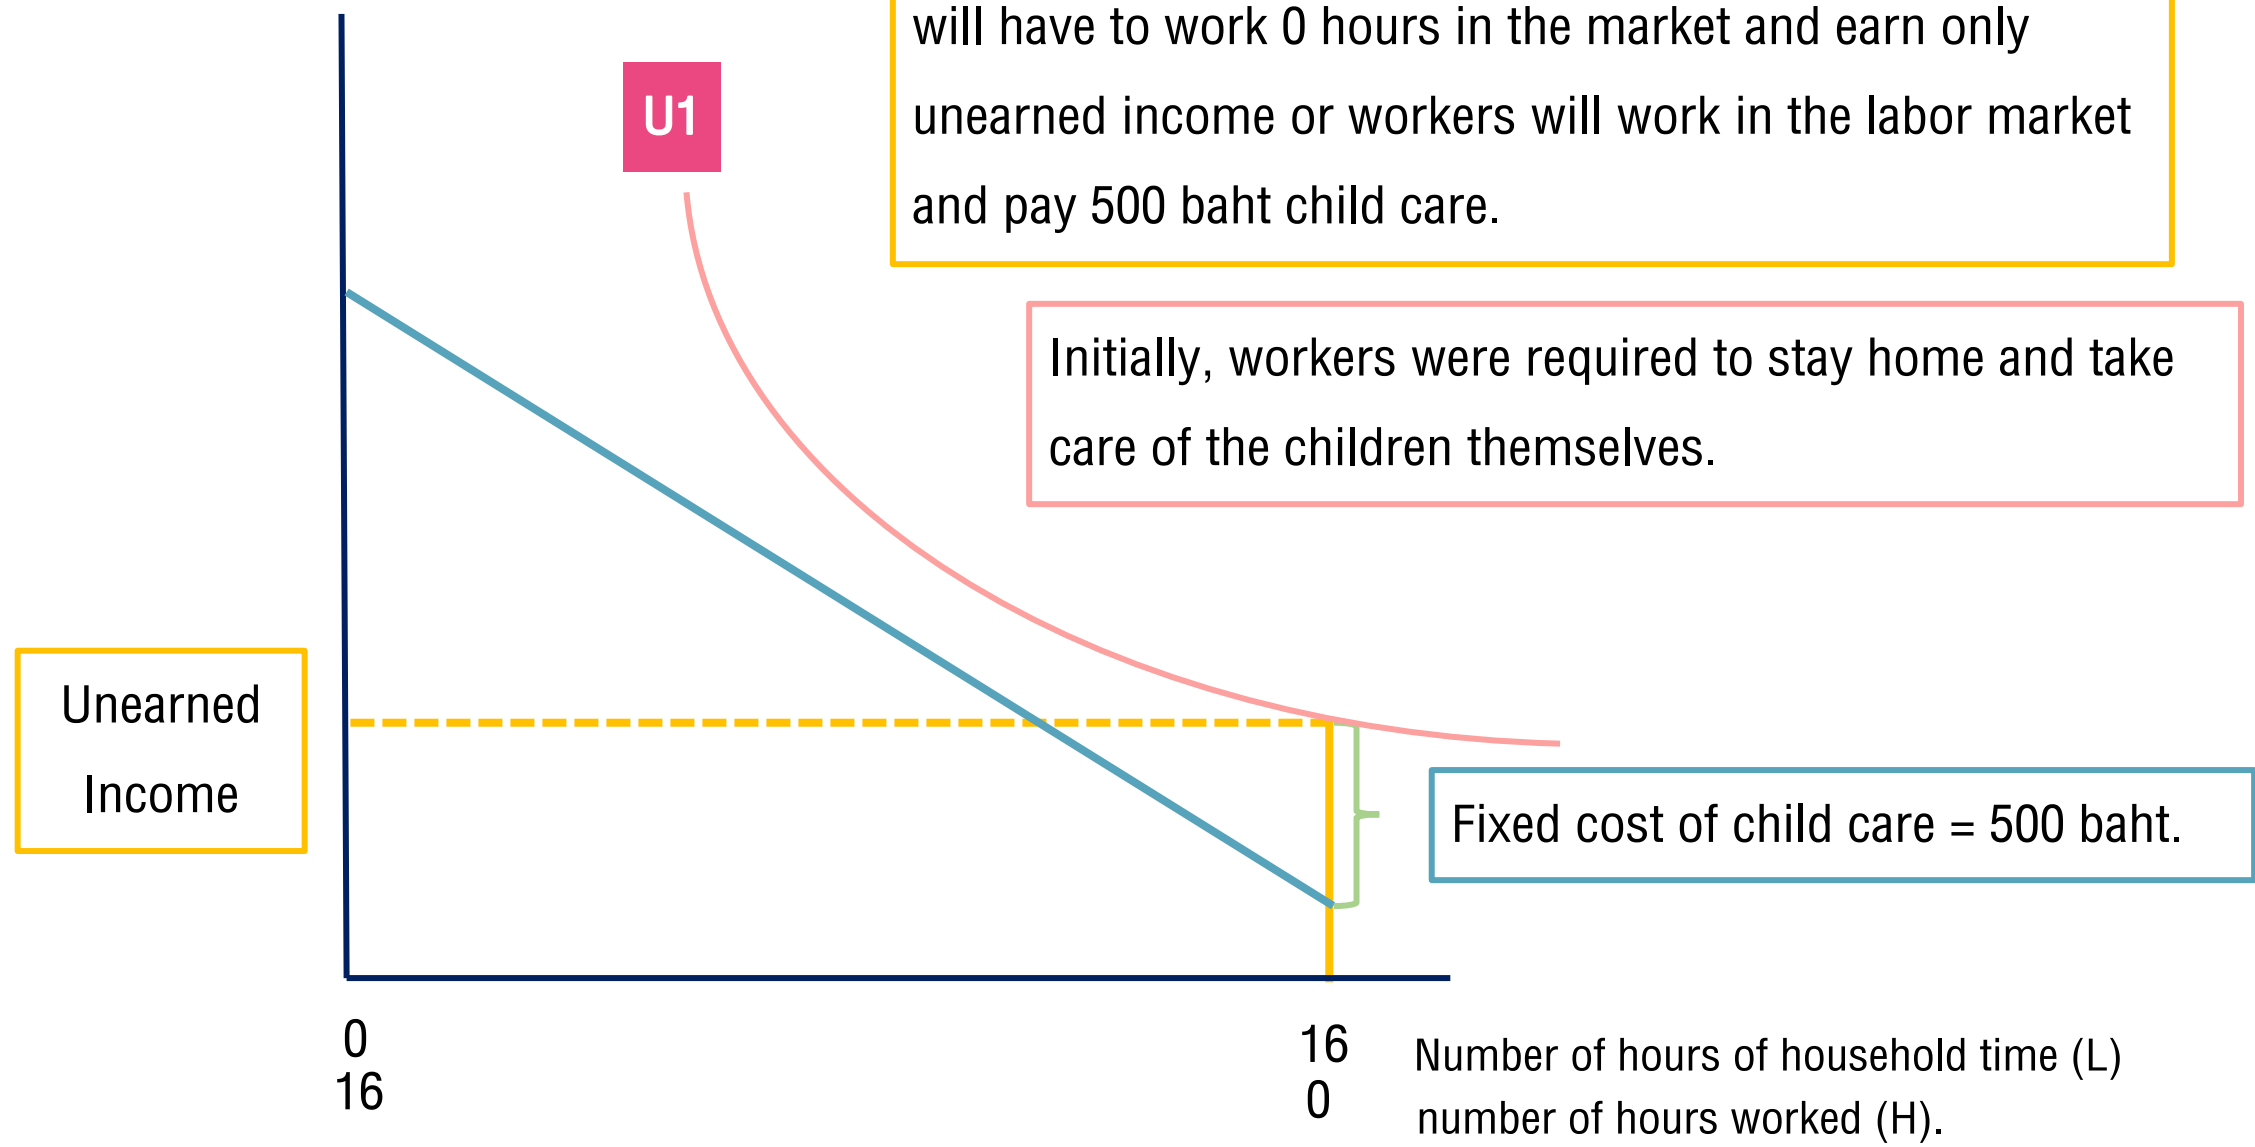 will have to work 0 hours in the market and earn only
unearned income or workers will work in the labor market
and pay 500 baht child care.
U1
Initially, workers were required to stay home and take
care of the children themselves.
Unearned
Income
Fixed cost of child care = 500 baht.
0
16
16
0
Number of hours of household time (L)
number of hours worked (H).